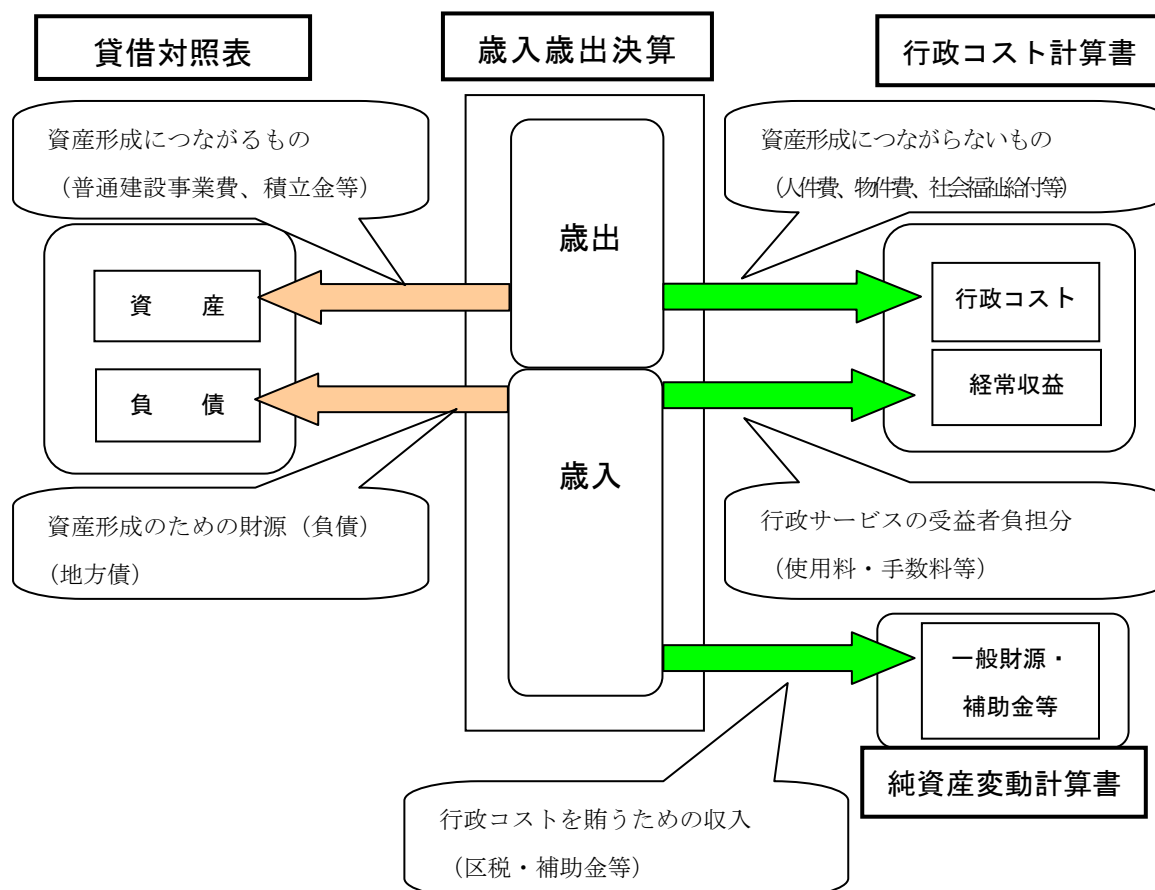 貸借対照表
歳入歳出決算
行政コスト計算書
資産形成につながるもの
（普通建設事業費、積立金等）
資産形成につながらないもの
（人件費、物件費、社会福祉給付等）
歳出
資　　産
行政コスト
負　　債
経常収益
歳入
資産形成のための財源（負債）
（地方債）
行政サービスの受益者負担分
（使用料・手数料等）
一般財源・
補助金等
純資産変動計算書
行政コストを賄うための収入
（区税・補助金等）